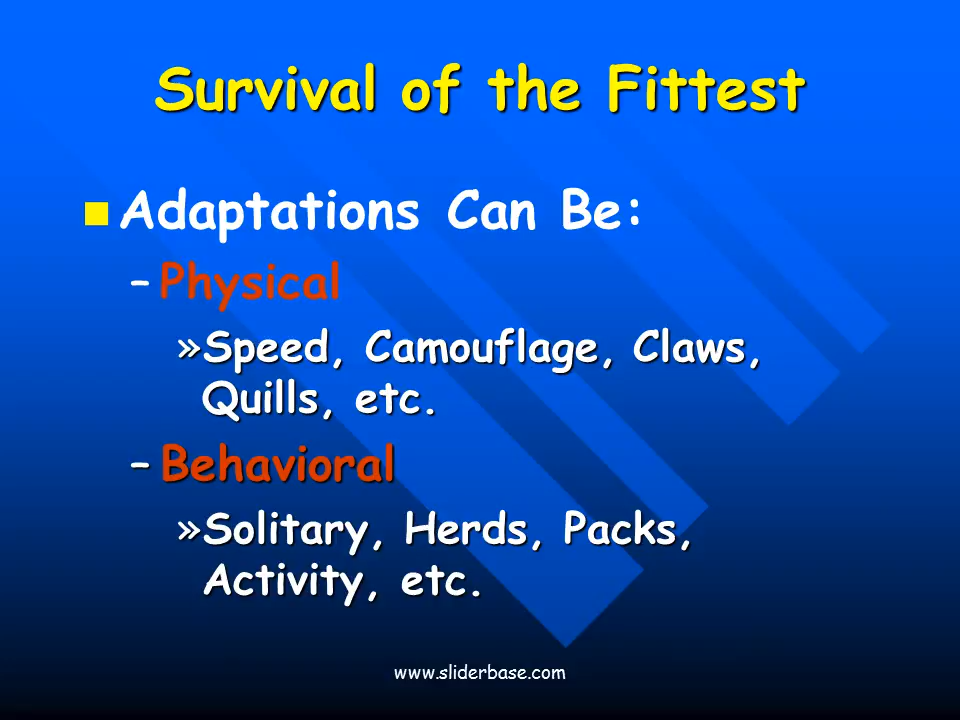 Survival of the Fittest
Adaptations Can Be:
–Physical
»Speed, Camouflage, Claws,
Quills, etc.
–Behavioral
»Solitary, Herds, Packs,
Activity, etc.
www.sliderbase.com